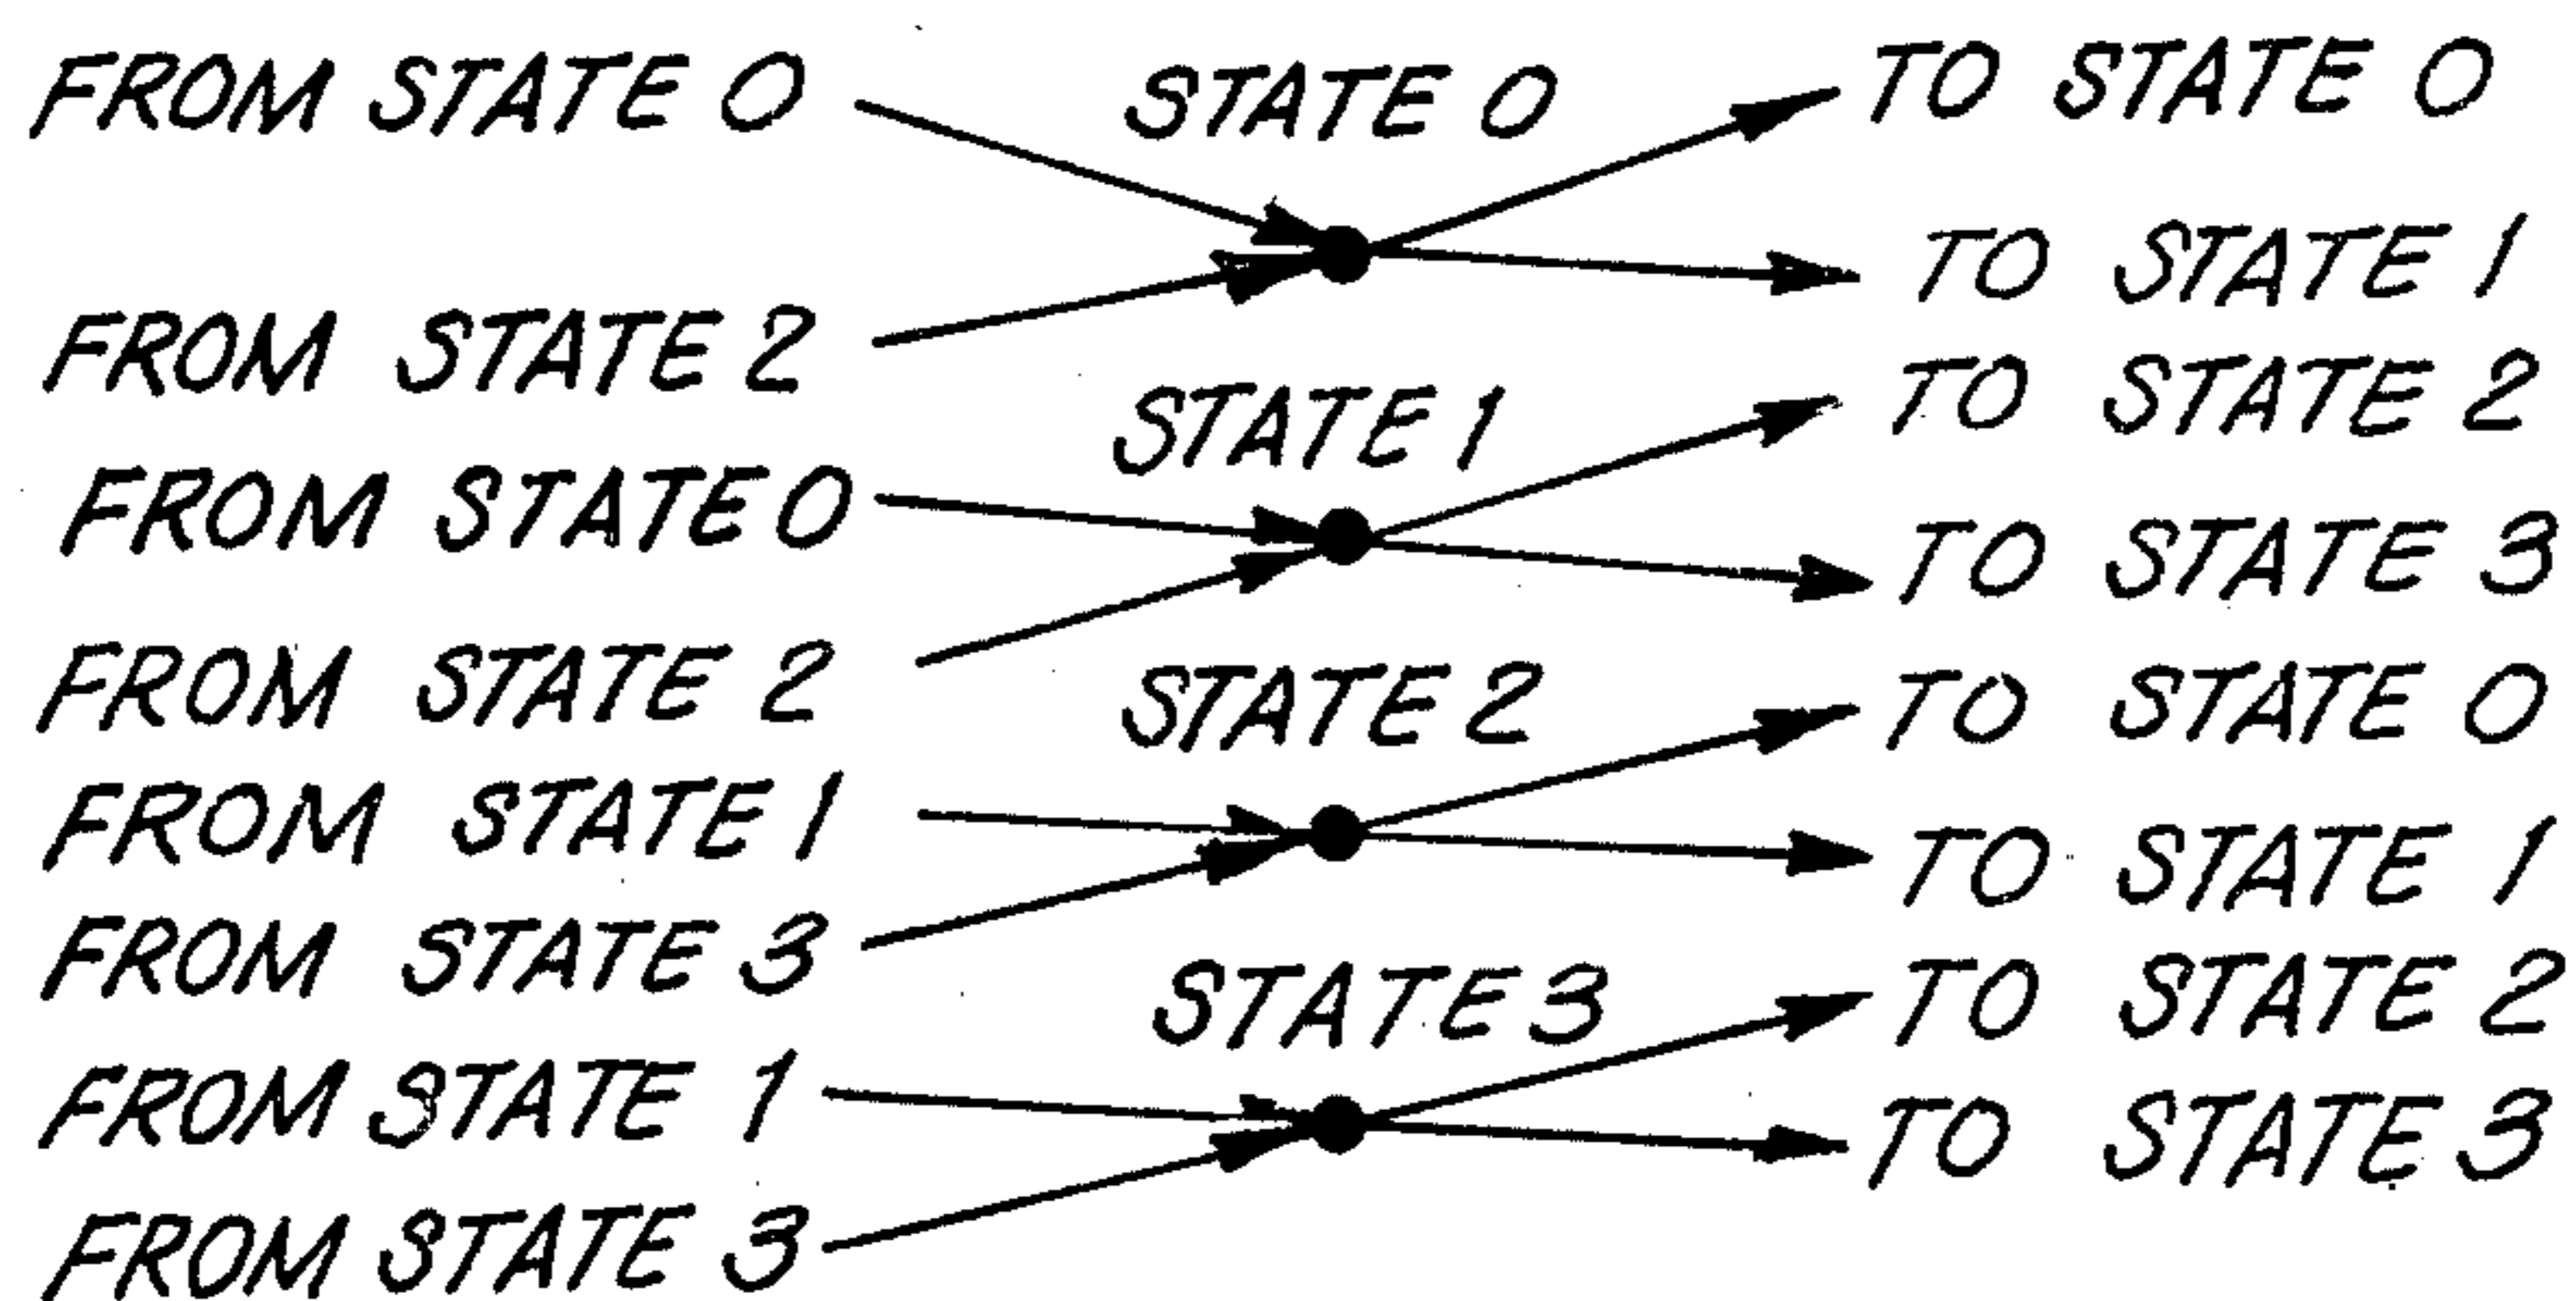 FROM STATE 0 STATE 0 TO STATE 0
TO STATE 1
FROM STATE 2
STATE 1 TO STATE 2
FROM STATE 0
TO STATE 3
FROM STATE 2 STATE 2 TO STATE 0
FROM STATE 1 TO STATE 1
FROM STATE 3 STATE 3 TO STATE 2
FROM STATE 1 TO STATE 3
FROM STATE 3